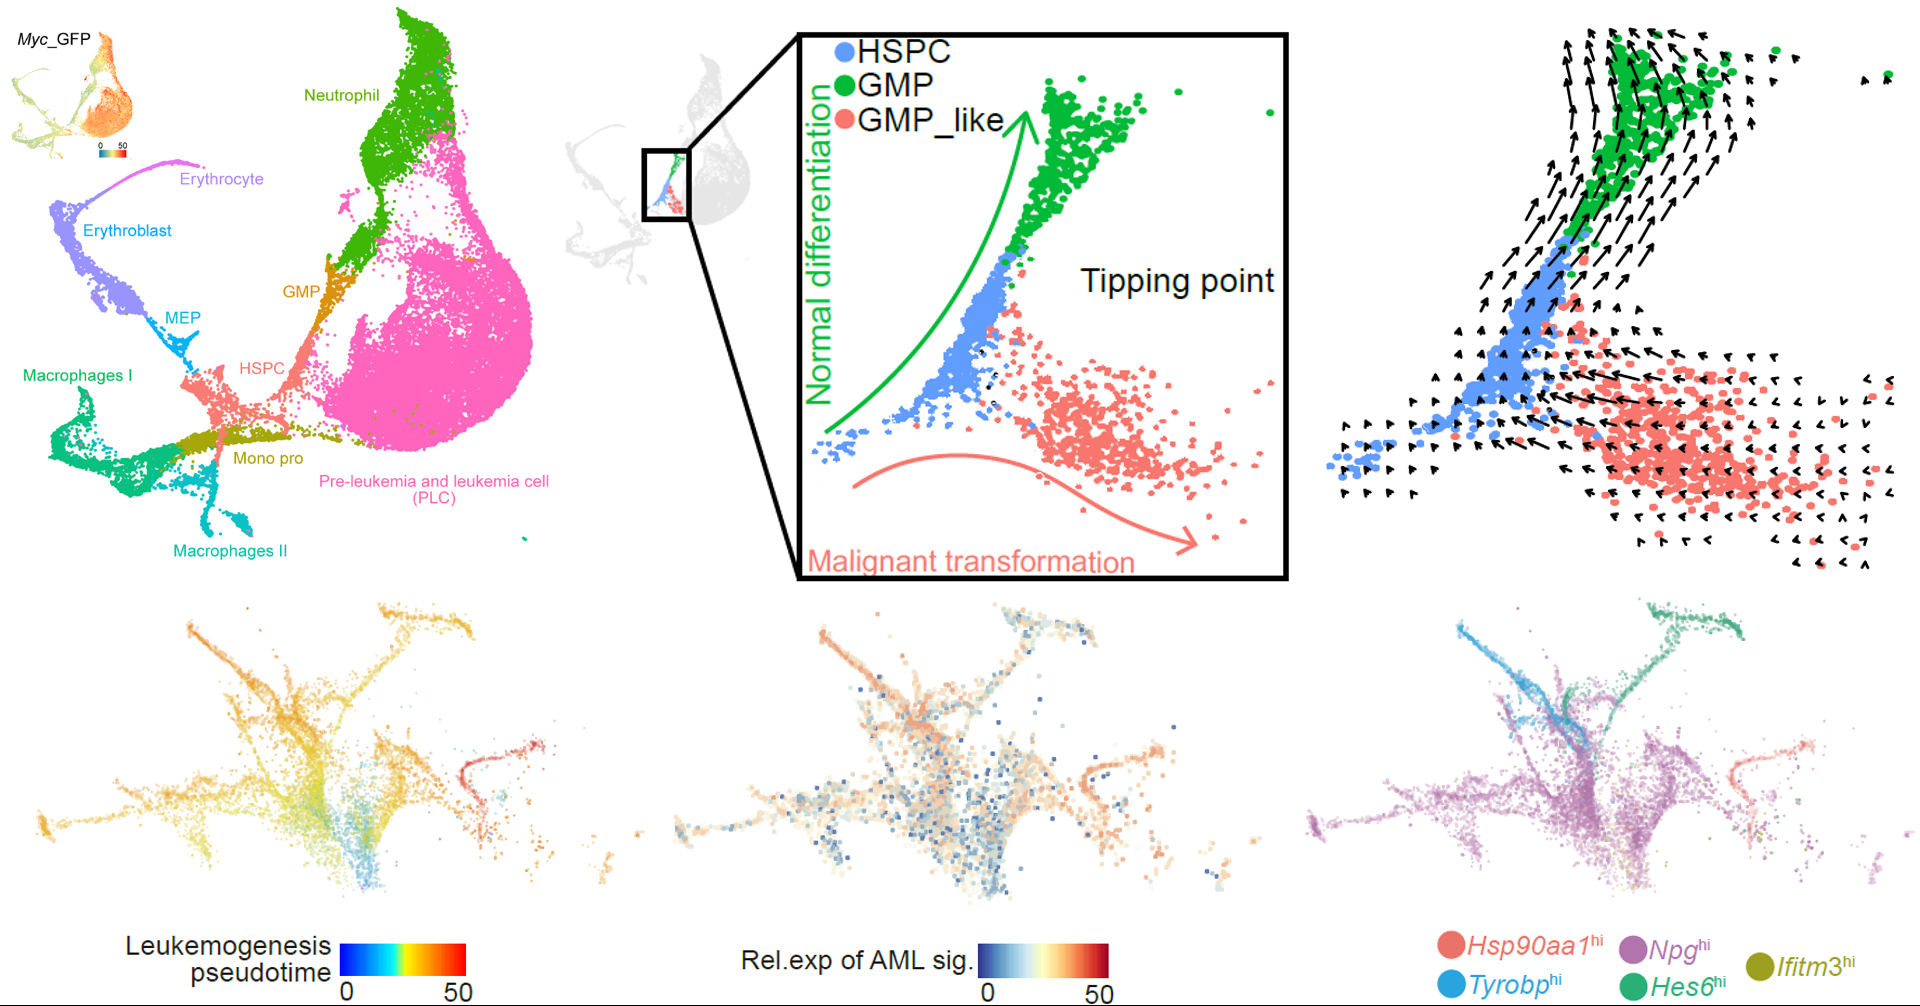 Myc_GFP
0 50
Neutrophil
Erythrocyte
Erythroblast
MEP
GMP
HSPC
Macrophages I
Mono pro
Pre-leukemia and leukemia cell
(PLC)
Macrophages II
HSPC
GMP
GMP_like
Normal differentiation
Tipping point
Malignant transformation
Leukemogenesis
pseudotime
0 50
Rel.exp of AML sig.
0 50
Hsp90aa1hi
Npghi
Ifitm3hi
Tyrobphi
Hes6hi